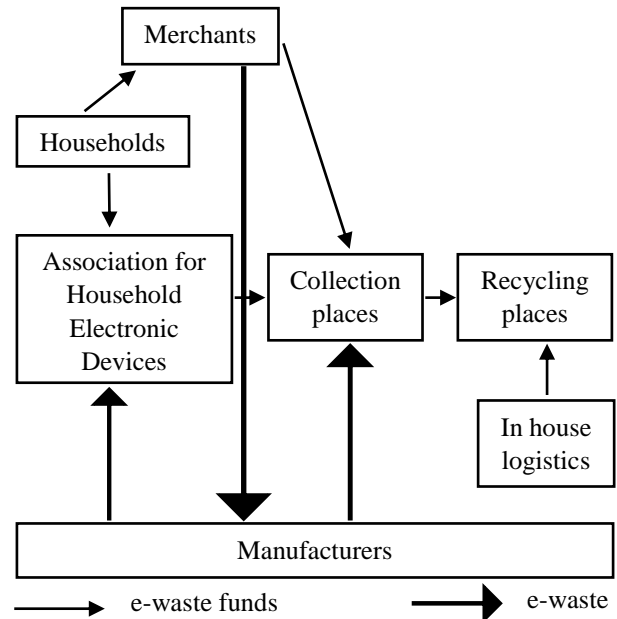 Merchants
Households
Association for
Household
Electronic
Devices
Collection
places
Recycling
places
In house
logistics
Manufacturers
e-waste funds
e-waste